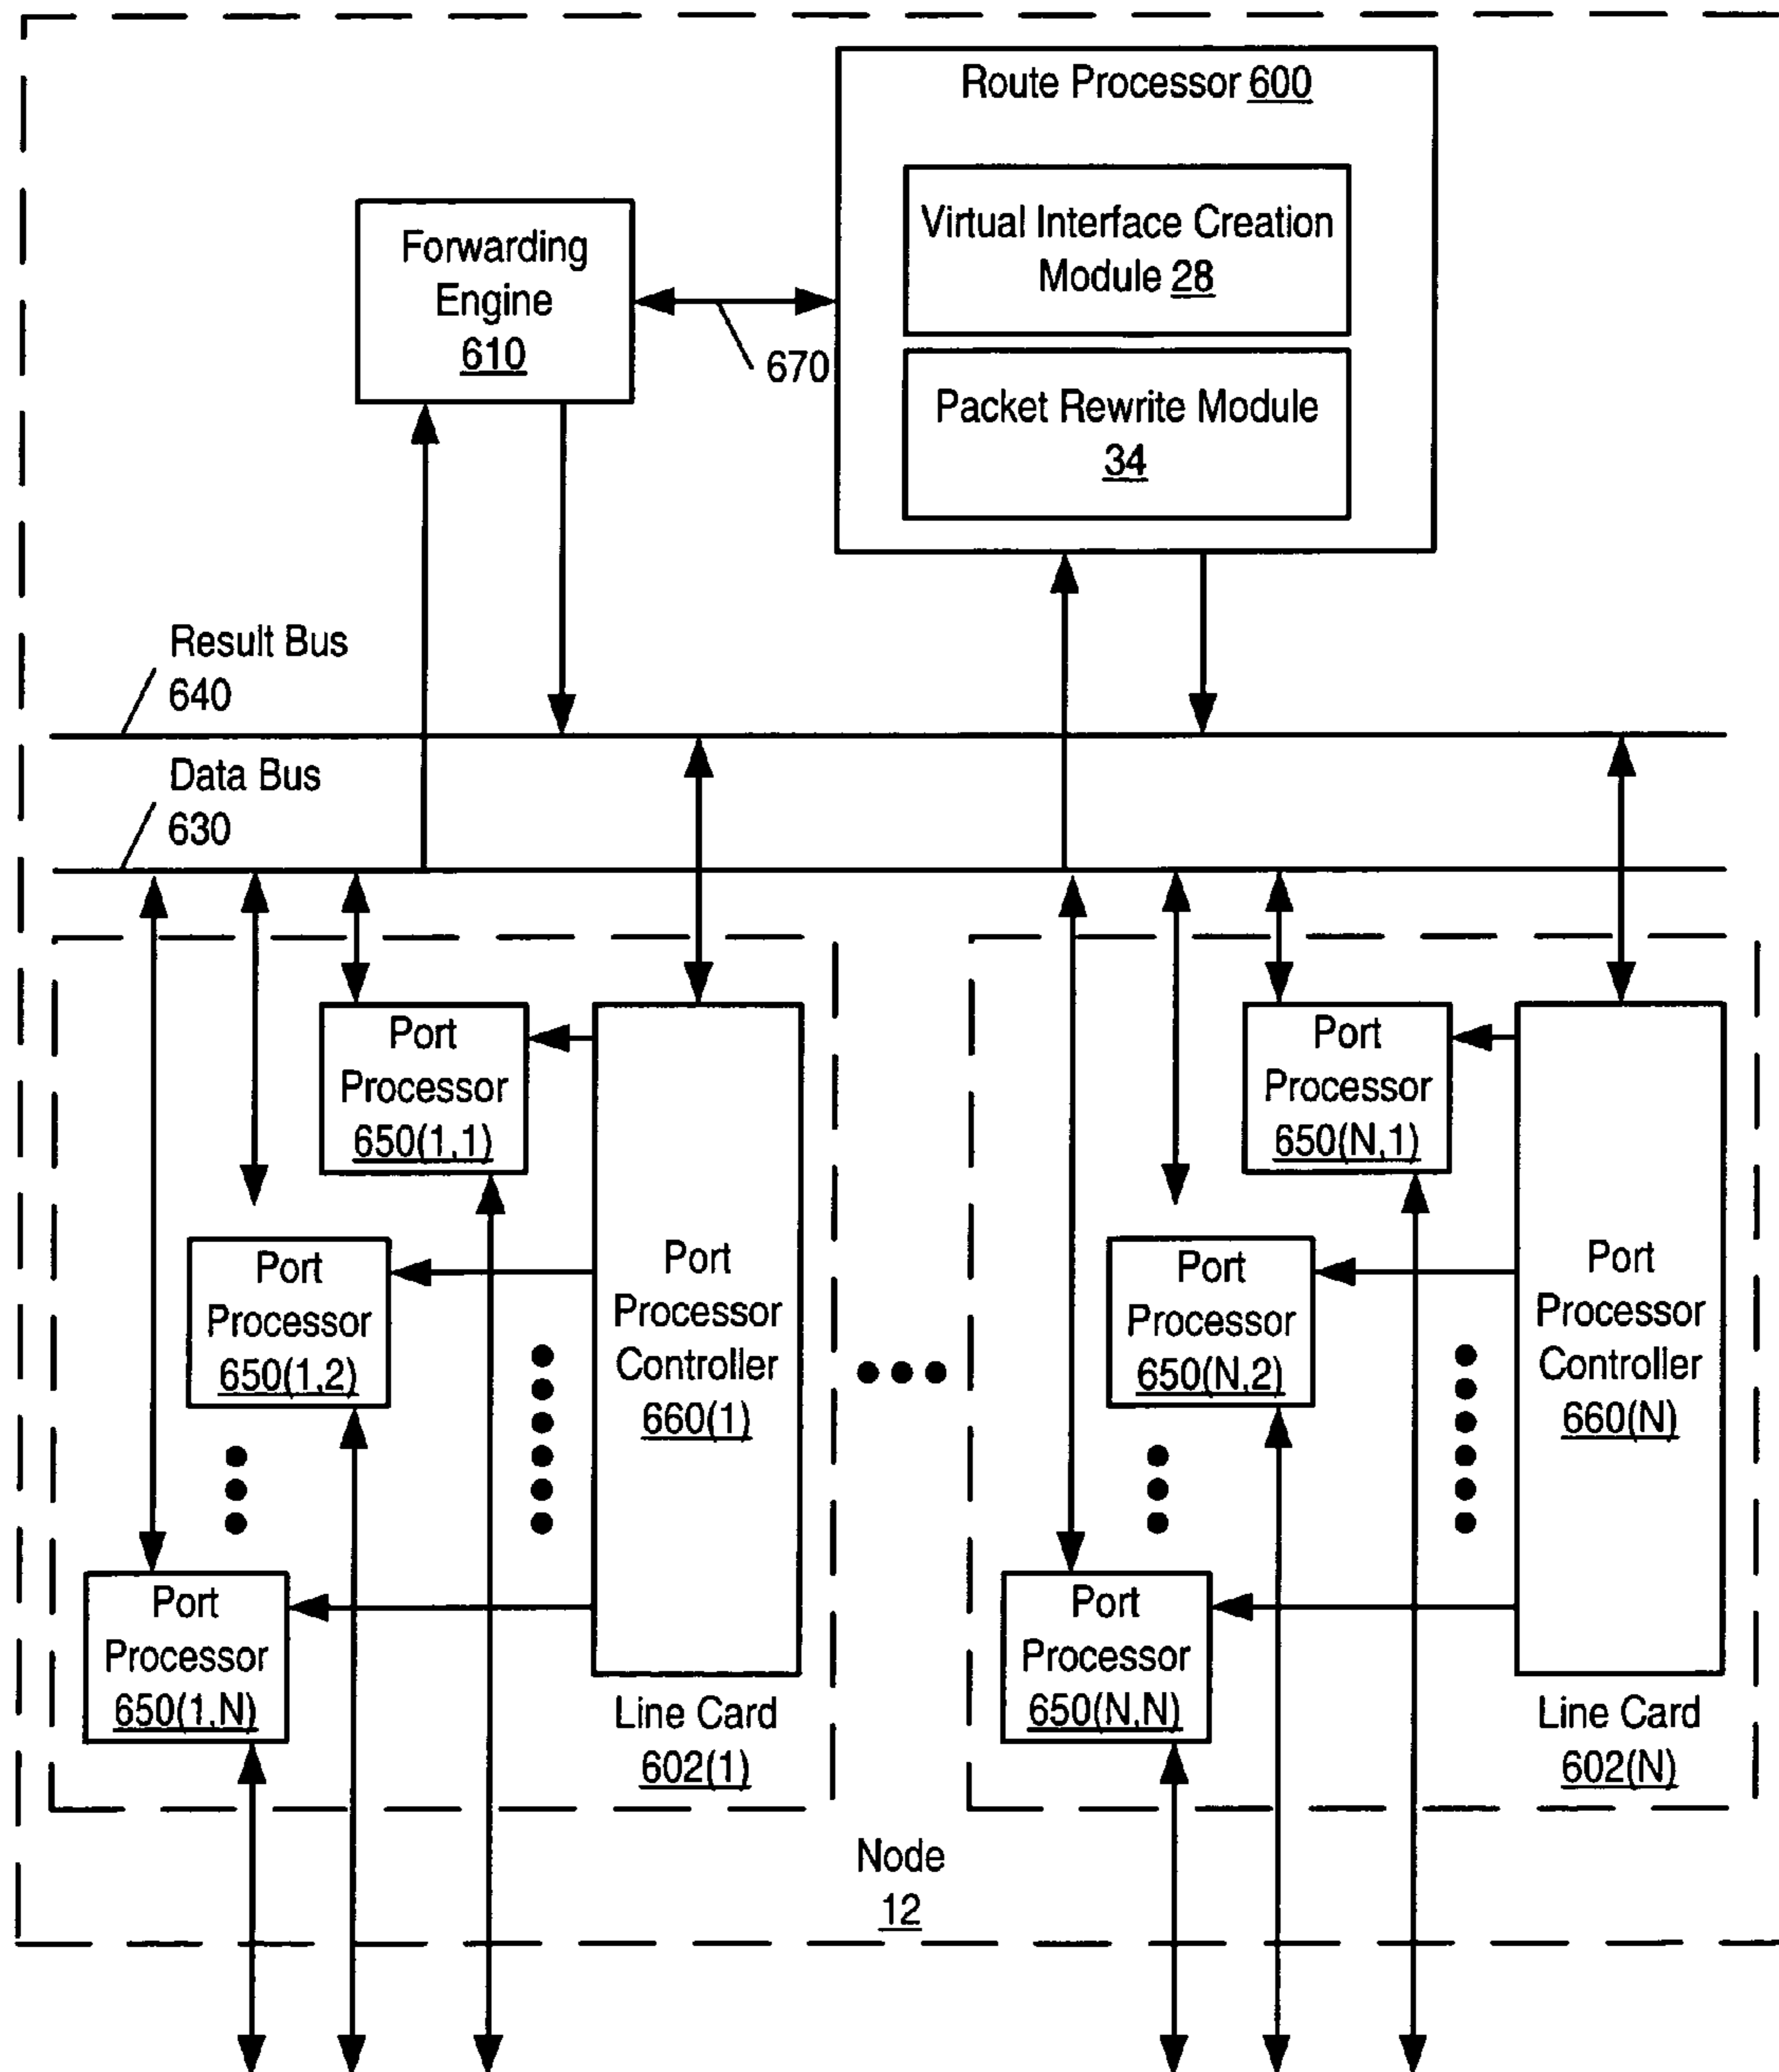 Route Processor 600
Virtual Interface Creation
Module 28
Forwarding
Engine
610
670
Packet Rewrite Module
34
Result Bus
640
Data Bus
630
Port
Processor
650(1,1)
Port
Processor
650(1,2)
Port
Processor
650(1,N)
Port
Processor
Controller
660(1)
Line Card
602(1)
Port
Processor
650(N,1)
Port
Processor
650(N,2)
Port
Processor
650(N,N)
Port
Processor
Controller
660(N)
Line Card
602(N)
Node
12